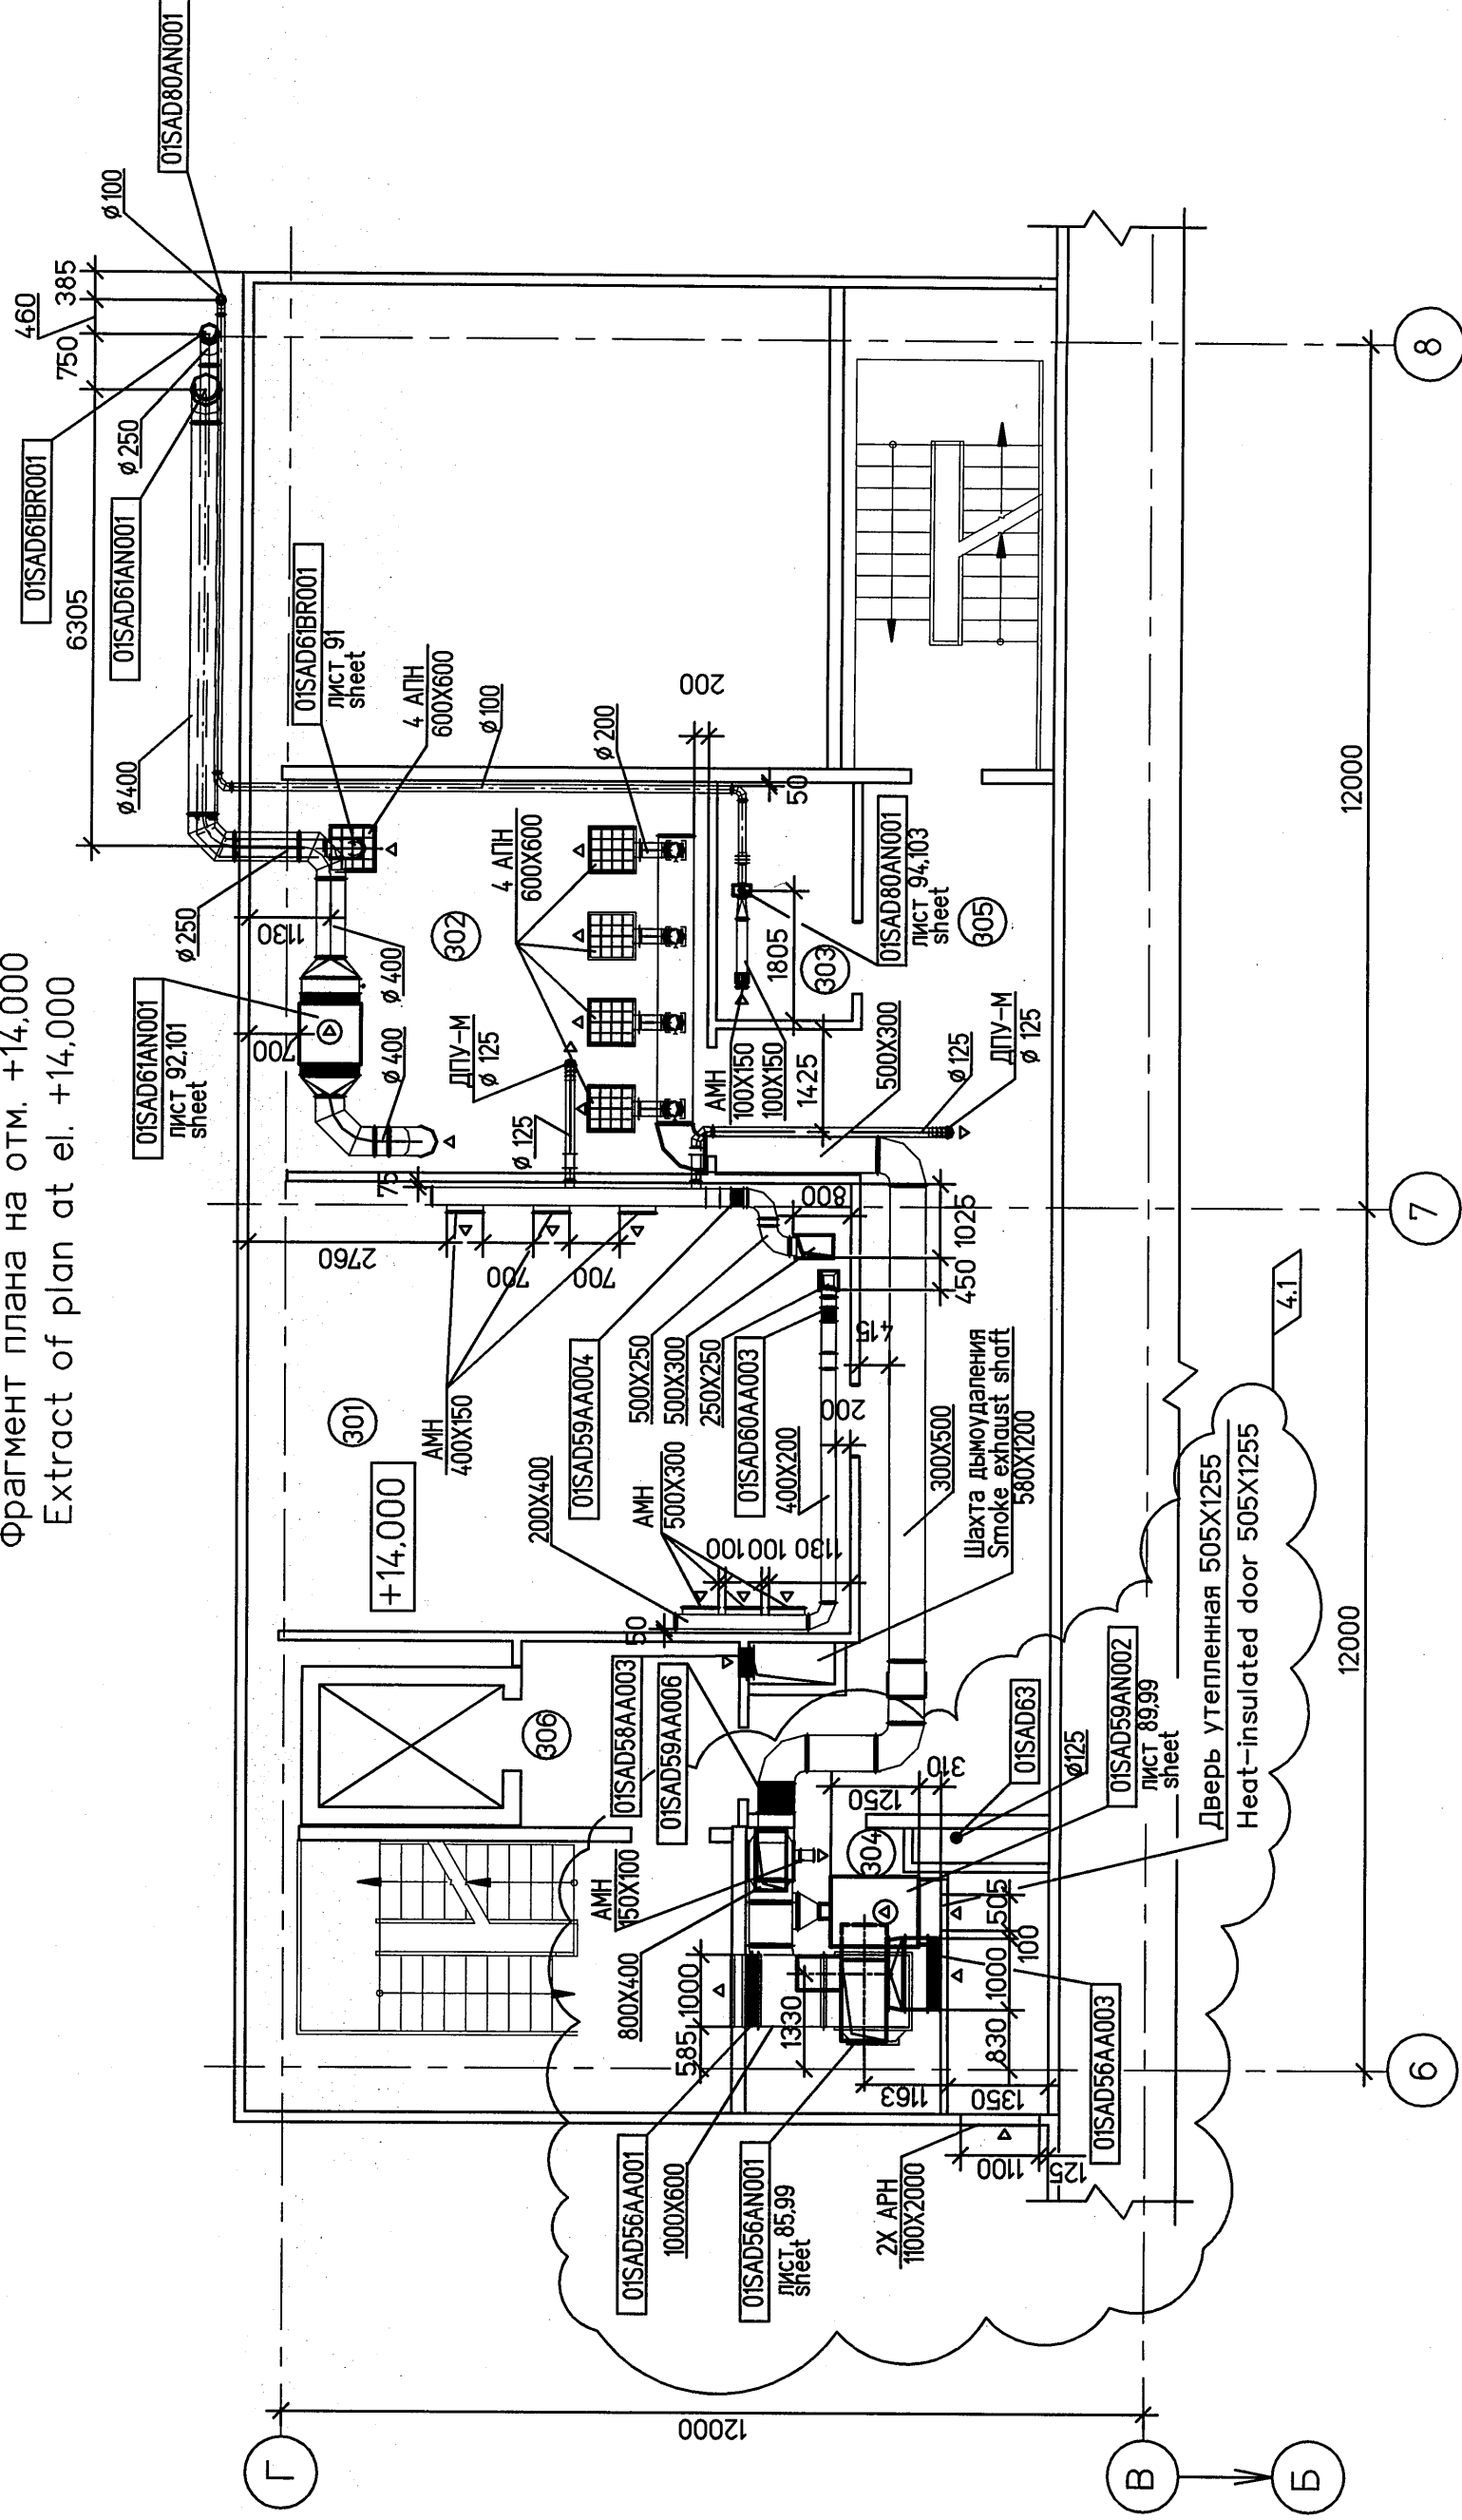 Фрагмент плана на отм. +14,000
Extract of plan at el. +14,000
01SAD80AN001
Ø100
460
385
750
01SAD61BR001
Ø250
01SAD61AN001
6305
Ø400
01SAD61BR001
ЛИСТ 91
sheet
4 АПН
600X600
Ø100
Ø200
200
50
Ø250
1130
01SAD61AN001
ЛИСТ 92,101
sheet
700
Ø400
Ø400
302
4 АПН
600X600
ДПУ-М
Ø125
Ø125
01SAD80AN001
ЛИСТ 94,103
sheet
305
303
1805
АМН
100X150
100X150
1425
500X300
Ø125
ДПУ-М
Ø125
75
2760
700
700
800
1025
450
301
АМН
400X150
01SAD59AA004
500X250
500X300
250X250
01SAD60AA003
415
200
+14,000
200X400
АМН
500X300
400X200
300X500
Шахта дымоудаления
Smoke exhaust shaft
580X1200
100
100
1130
50
4.1
Дверь утепленная 505X1255
Heat-insulated door 505X1255
306
01SAD58AA003
01SAD59AA006
310
1250
01SAD63
Ø125
01SAD59AN002
ЛИСТ 89,99
sheet
304
АМН
150X100
800X400
505
100
1000
830
1000
585
1330
1163
1350
01SAD56AA003
01SAD56AA001
1000X600
01SAD56AN001
ЛИСТ 85,99
sheet
2X АРН
1100X2000
1100
125
12000
12000
12000
8
7
6
Г
В
Б